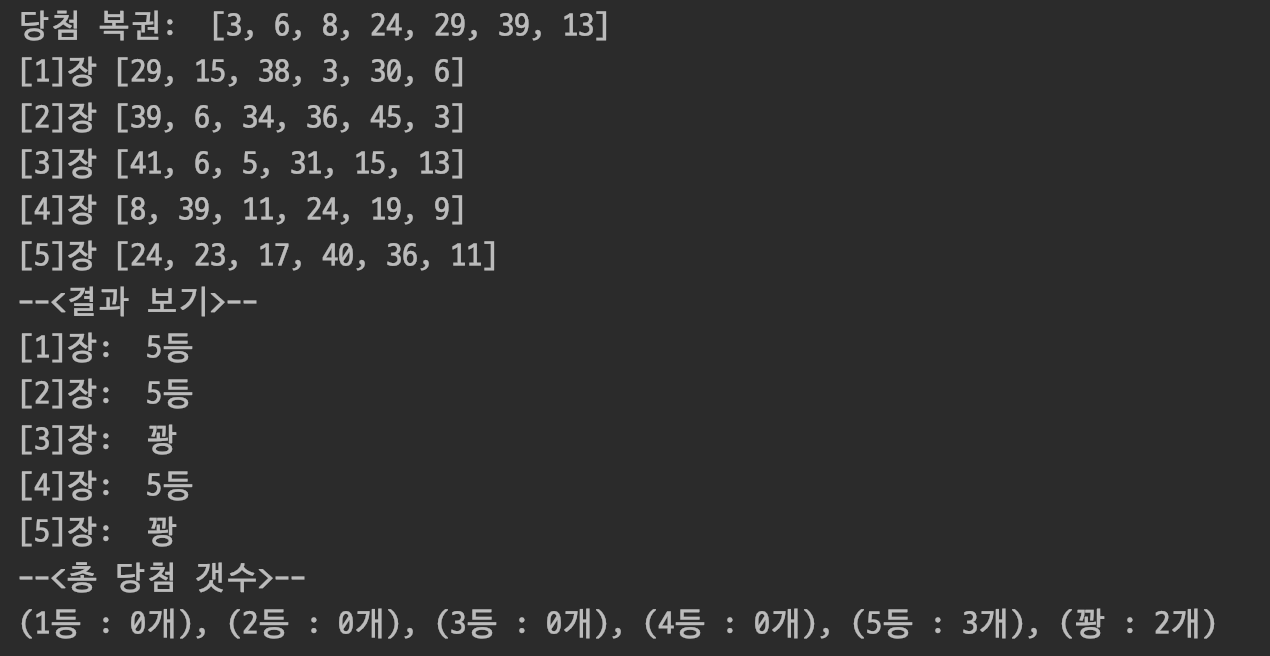 당첨 복권:  [3, 6, 8, 24, 29, 39, 13]
[1]장 [29, 15, 38, 3, 30, 6]
[2]장 [39, 6, 34, 36, 45, 3]
[3]장 [41, 6, 5, 31, 15, 13]
[4]장 [8, 39, 11, 24, 19, 9]
[5]장 [24, 23, 17, 40, 36, 11]
--<결과 보기>--
[1]장:  5등
[2]장:  5등
[3]장:  꽝
[4]장:  5등
[5]장:  꽝
--<총 당첨 갯수>--
(1등 : 0개), (2등 : 0개), (3등 : 0개), (4등 : 0개), (5등 : 3개), (꽝 : 2개)